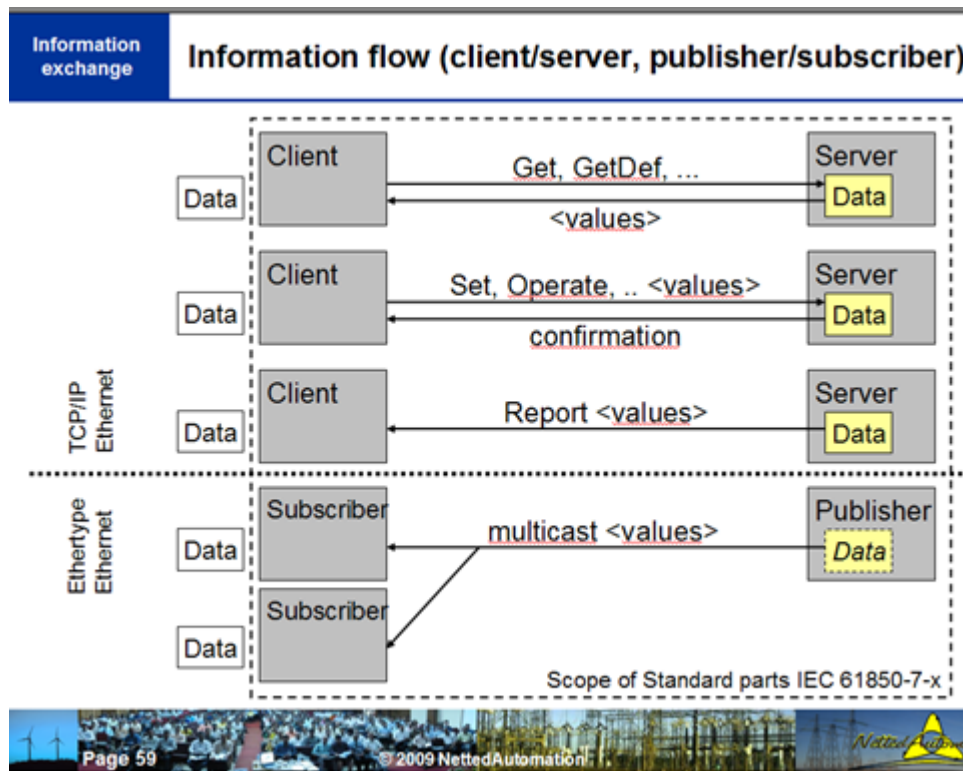 Information
exchange
Information flow (client/server, publisher/subscriber)
Client
Get, GetDef, ...
Server
Data
Data
<values>
Client
Set, Operate, .. <values>
Server
Data
Data
confirmation
TCP/IP
Ethernet
Client
Report <values>
Server
Data
Data
Ethertype
Ethernet
Subscriber
multicast <values>
Publisher
Data
Data
Subscriber
Data
Scope of Standard parts IEC 61850-7-x
Page 59
© 2009 NettedAutomation